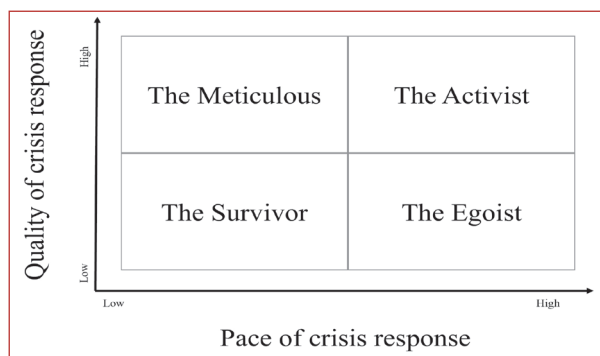 Quality of crisis response
High
Low
The Meticulous
The Activist
The Survivor
The Egoist
Low
High
Pace of crisis response